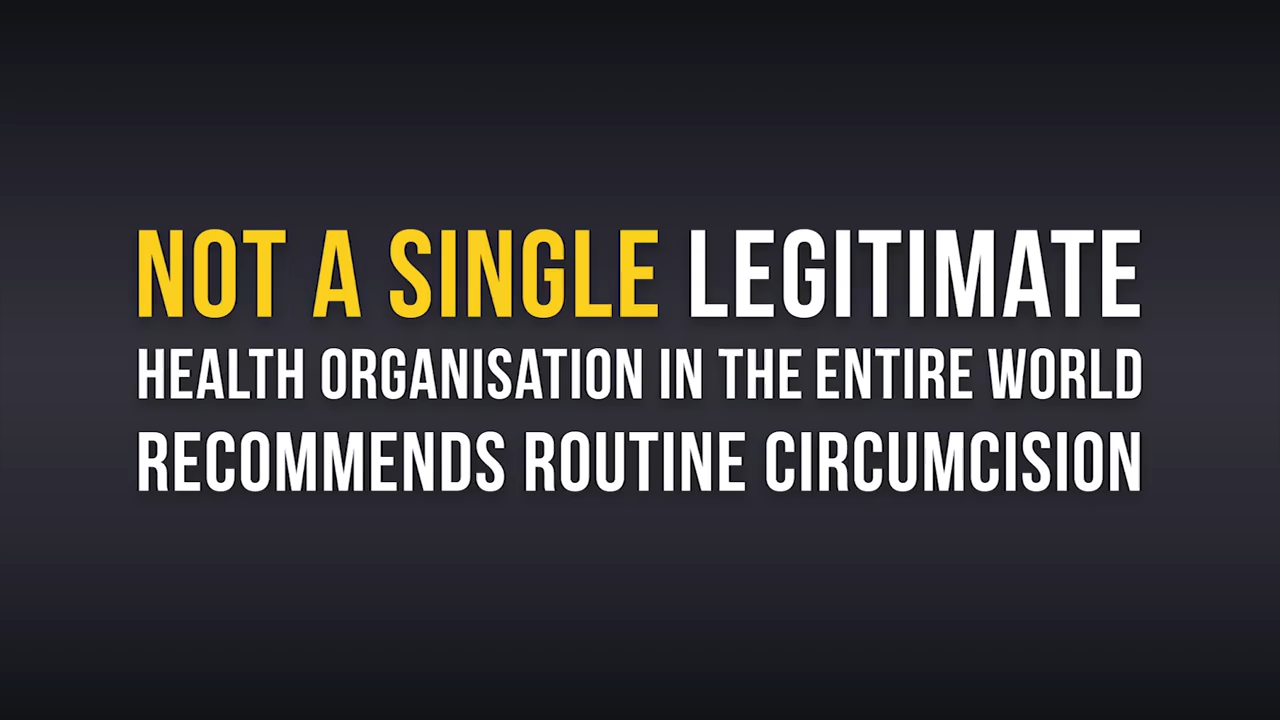 NOT A SINGLE LEGITIMATE
HEALTH ORGANISATION IN THE ENTIRE WORLD
RECOMMENDS ROUTINE CIRCUMCISION